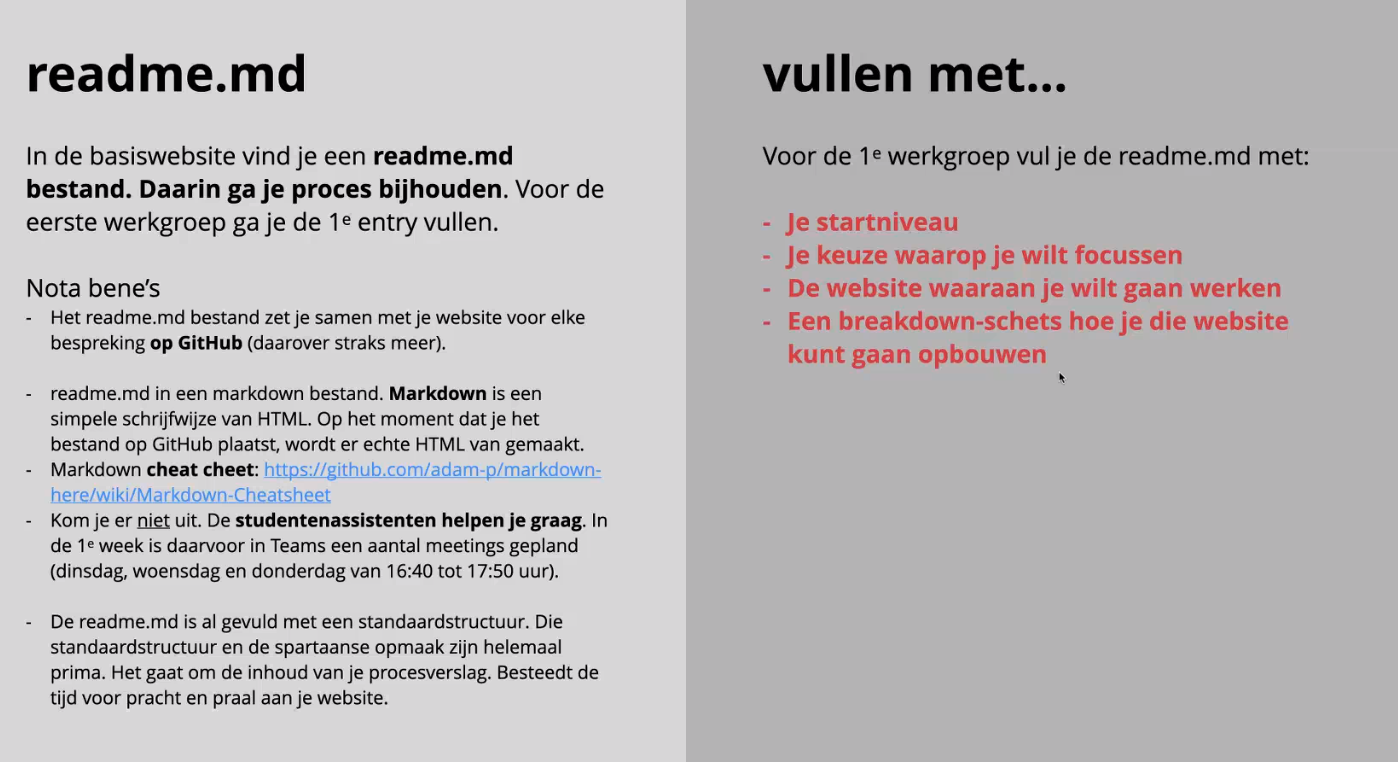 readme.md
In de basiswebsite vind je een readme.md
bestand. Daarin ga je proces bijhouden. Voor de
eerste werkgroep ga je de 1e entry vullen.
Nota bene’s
- Het readme.md bestand zet je samen met je website voor elke
bespreking op GitHub (daarover straks meer).
- readme.md in een markdown bestand. Markdown is een
simpele schrijfwijze van HTML. Op het moment dat je het
bestand op GitHub plaatst, wordt er echte HTML van gemaakt.
- Markdown cheat cheet: https://github.com/adam-p/markdown-
here/wiki/Markdown-Cheatsheet
- Kom je er niet uit. De studentenassistenten helpen je graag. In
de 1e week is daarvoor in Teams een aantal meetings gepland
(dinsdag, woensdag en donderdag van 16:40 tot 17:50 uur).
- De readme.md is al gevuld met een standaardstructuur. Die
standaardstructuur en de spartaanse opmaak zijn helemaal
prima. Het gaat om de inhoud van je procesverslag. Besteedt de
tijd voor pracht en praal aan je website.
vullen met...
Voor de 1e werkgroep vul je de readme.md met:
- Je startniveau
- Je keuze waarop je wilt focussen
- De website waaraan je wilt gaan werken
- Een breakdown-schets hoe je die website
kunt gaan opbouwen